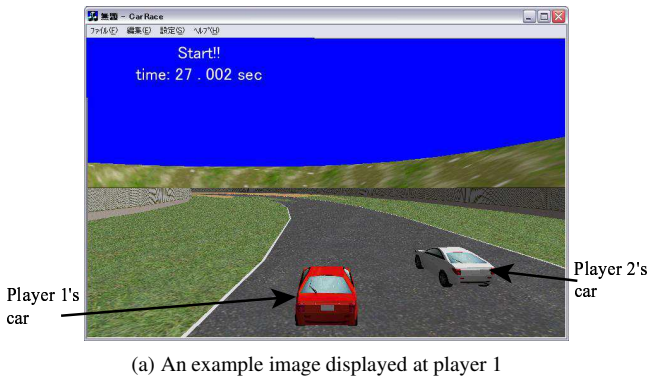 無題 - CarRace
ファイル(F) 編集(E) 設定(S) ヘルプ(H)
Start!!
time: 27 . 002 sec
Player 2's
car
Player 1's
car
(a) An example image displayed at player 1